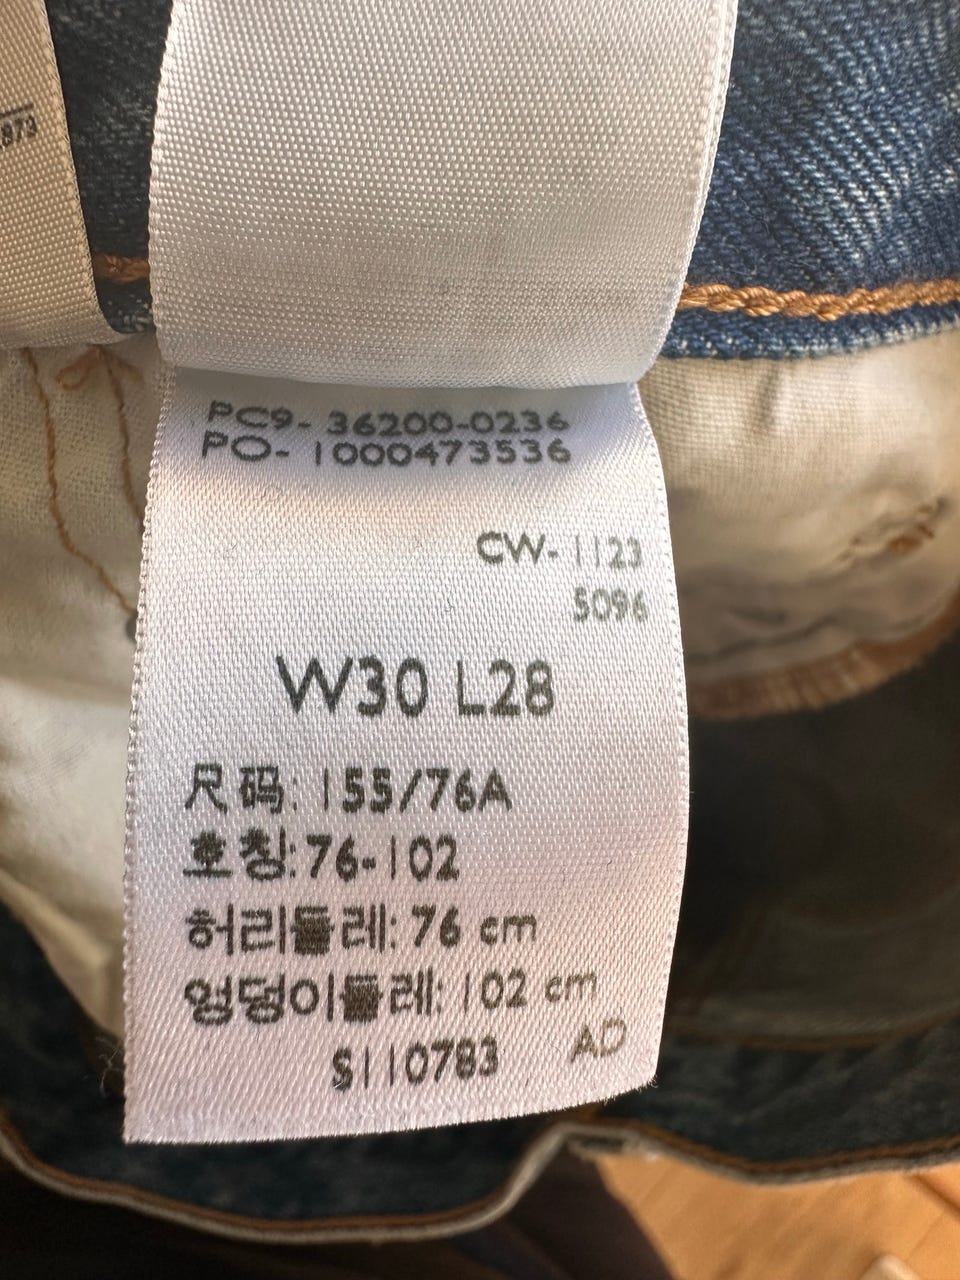 873
PC9- 36200-0236
PO- 1000473536
CW- 1123
5096
W30 L28
尺码: 155/76A
호칭: 76-102
허리둘레: 76 cm
엉덩이둘레: 102 cm
S110783 AD